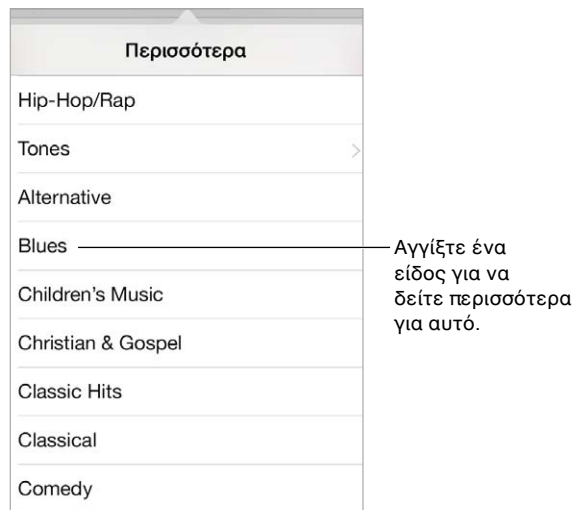 Περισσότερα
Hip-Hop/Rap
Tones
Alternative
Blues
Αγγίξτε ένα
είδος για να
δείτε περισσότερα
για αυτό.
Children's Music
Christian & Gospel
Classic Hits
Classical
Comedy